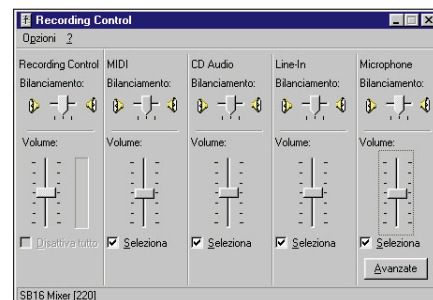 Recording Control
Opzioni ?
Recording Control MIDI CD Audio Line-In Microphone
Bilanciamento: Bilanciamento: Bilanciamento: Bilanciamento: Bilanciamento:
Volume: Volume: Volume: Volume: Volume:
Disattiva tutto Seleziona Seleziona Seleziona Seleziona
Avanzate
SB16 Mixer [220]